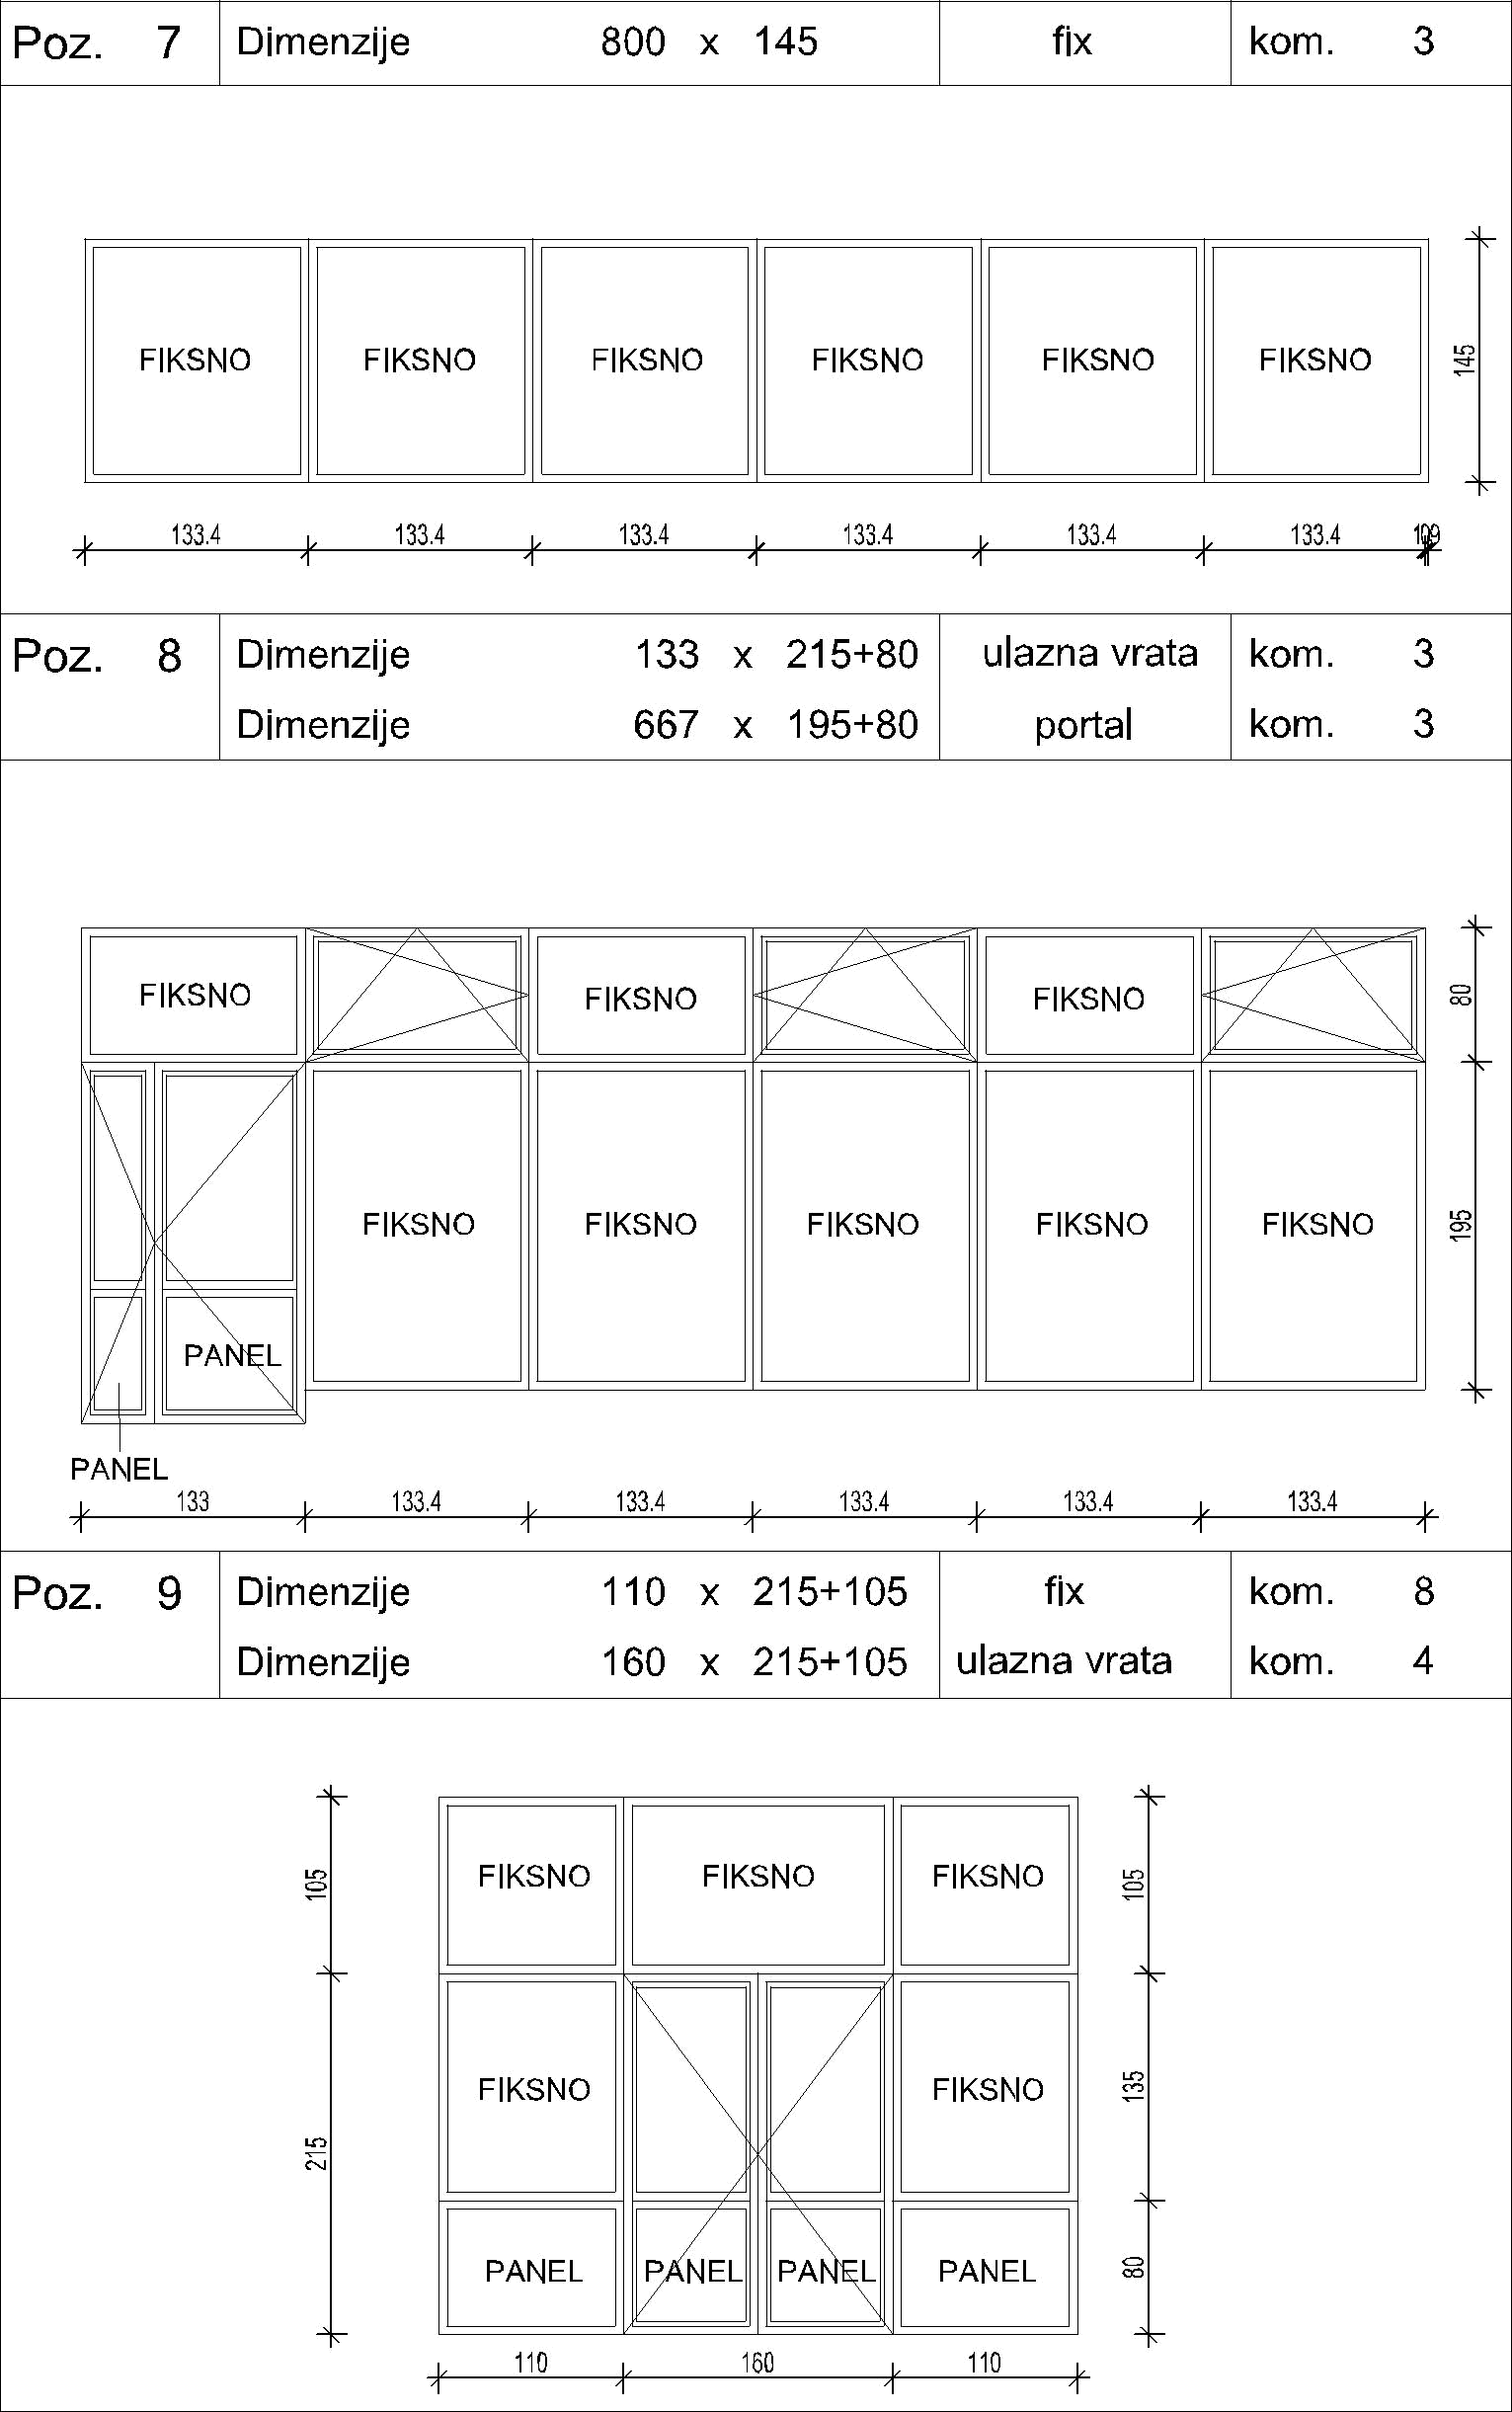 Poz. 7 Dimenzije 800 x 145 fix kom. 3
FIKSNO FIKSNO FIKSNO FIKSNO FIKSNO FIKSNO
145
133.4 133.4 133.4 133.4 133.4 133.4
Poz. 8 Dimenzije 133 x 215+80 ulazna vrata kom. 3
Dimenzije 667 x 195+80 portal kom. 3
FIKSNO FIKSNO FIKSNO
80
FIKSNO FIKSNO FIKSNO FIKSNO FIKSNO
195
PANEL
PANEL
133 133.4 133.4 133.4 133.4 133.4
Poz. 9 Dimenzije 110 x 215+105 fix kom. 8
Dimenzije 160 x 215+105 ulazna vrata kom. 4
105 FIKSNO FIKSNO FIKSNO 105
FIKSNO FIKSNO 135
215
PANEL PANEL PANEL PANEL 80
110 160 110